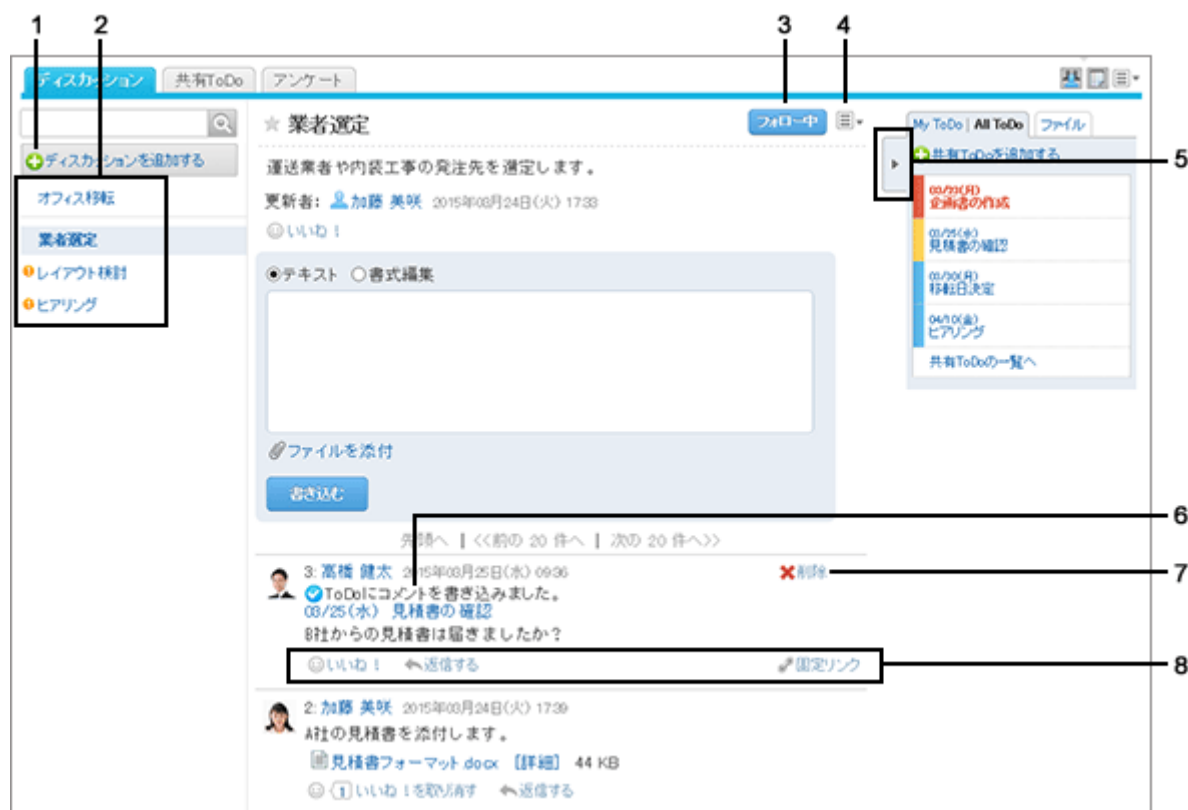 1 2 3 4
ディスカッション 共有ToDo アンケート
ディスカッションを追加する
オフィス移転
業者選定
レイアウト検討
ヒアリング
業者選定 フォロー中
運送業者や内装工事の発注先を選定します。
更新者: 加藤 美咲 2015年03月24日(火) 17:33
いいね！
テキスト 書式編集
ファイルを添付
書き込む
先頭へ | <<前の 20 件へ | 次の 20 件へ>>
3: 高橋 健太 2015年03月25日(水) 09:36 削除
ToDoにコメントを書き込みました。
03/25(水) 見積書の確認
B社からの見積書は届きましたか？
いいね！ 返信する 固定リンク
2: 加藤 美咲 2015年03月24日(火) 17:39
A社の見積書を添付します。
見積書フォーマット.docx [詳細] 44 KB
1 いいね！を取り消す 返信する
My ToDo | All ToDo ファイル
共有ToDoを追加する
03/23(月)
企画書の作成
03/25(水)
見積書の確認
03/30(月)
移転日決定
04/10(金)
ヒアリング
共有ToDoの一覧へ
5
6
7
8